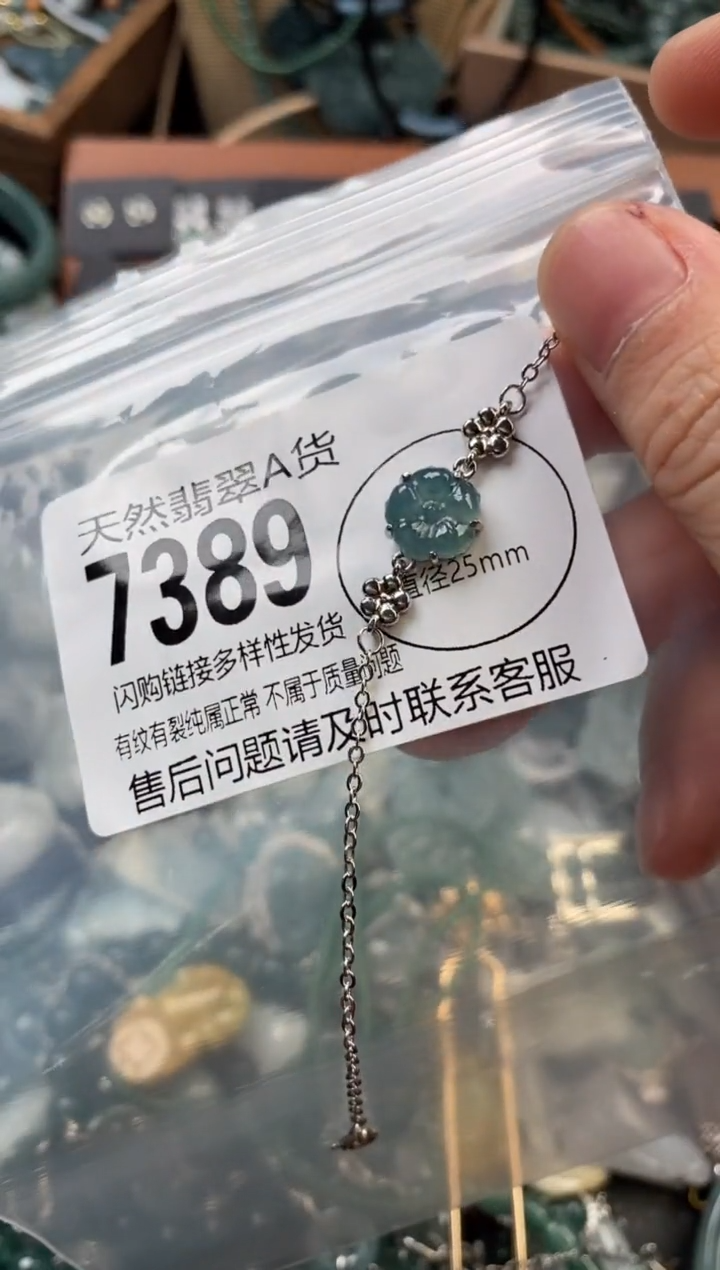 天然翡翠A货
7389
直径25mm
闪购链接多样性发货
有纹有裂纯属正常 不属于质量问题
售后问题请及时联系客服